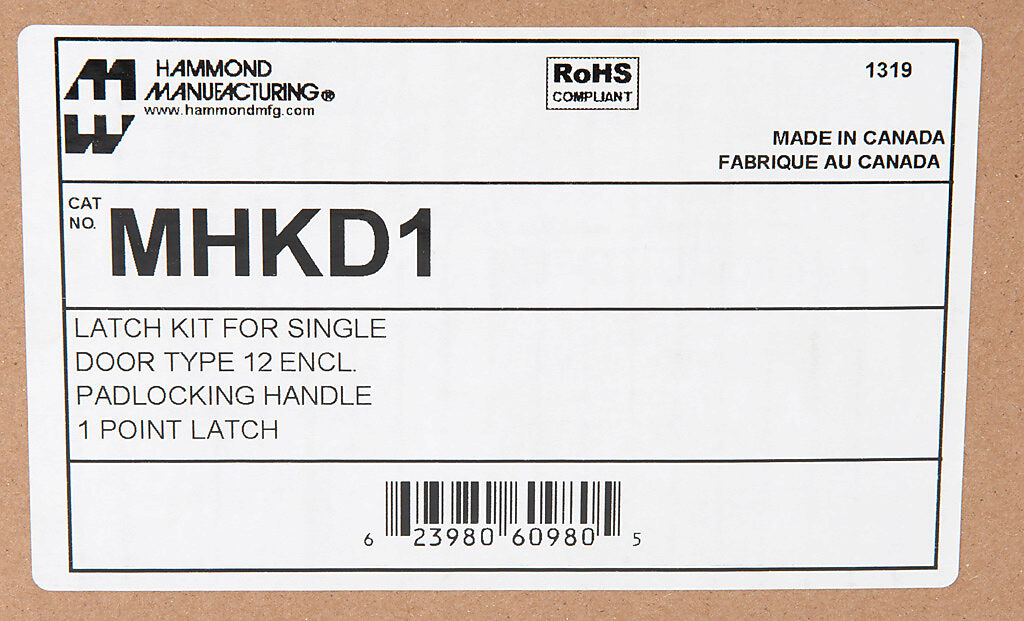 HAMMOND
MANUFACTURING®
www.hammondmfg.com
RoHS
COMPLIANT
1319
MADE IN CANADA
FABRIQUE AU CANADA
CAT
NO.
MHKD1
LATCH KIT FOR SINGLE
DOOR TYPE 12 ENCL.
PADLOCKING HANDLE
1 POINT LATCH
6 23980 60980 5